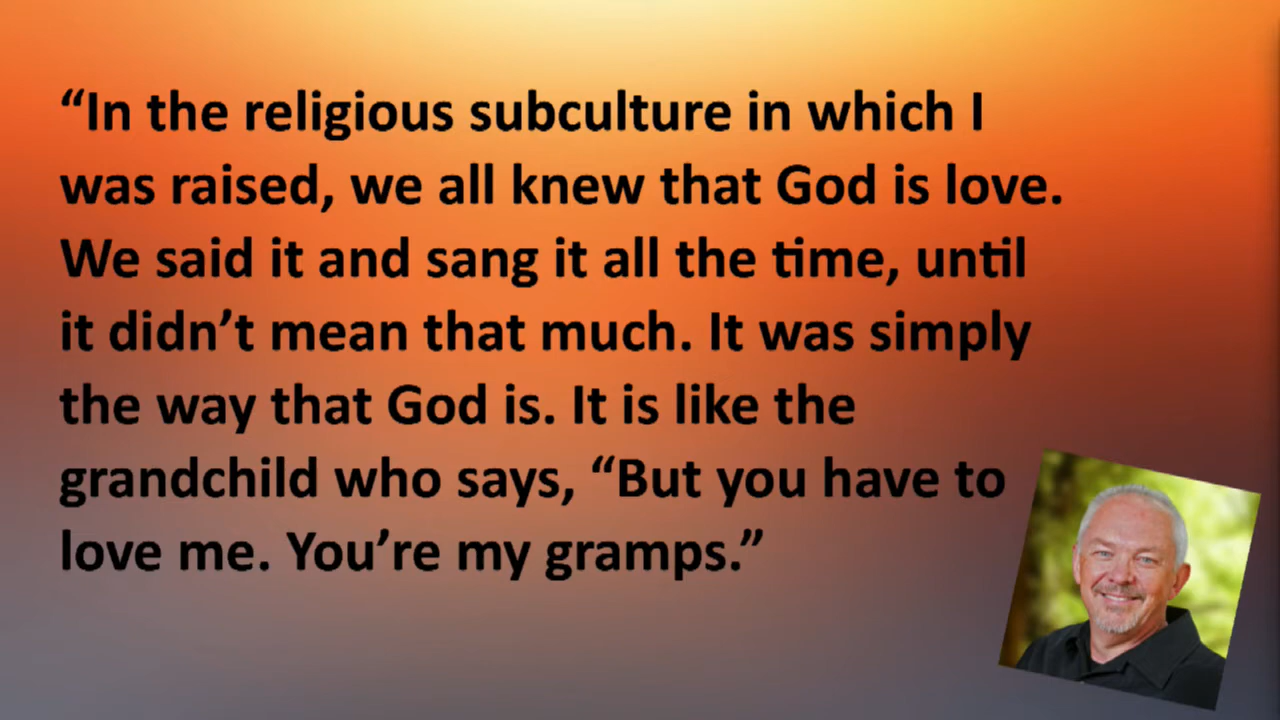 “In the religious subculture in which I
was raised, we all knew that God is love.
We said it and sang it all the time, until
it didn’t mean that much. It was simply
the way that God is. It is like the
grandchild who says, “But you have to
love me. You’re my gramps.”